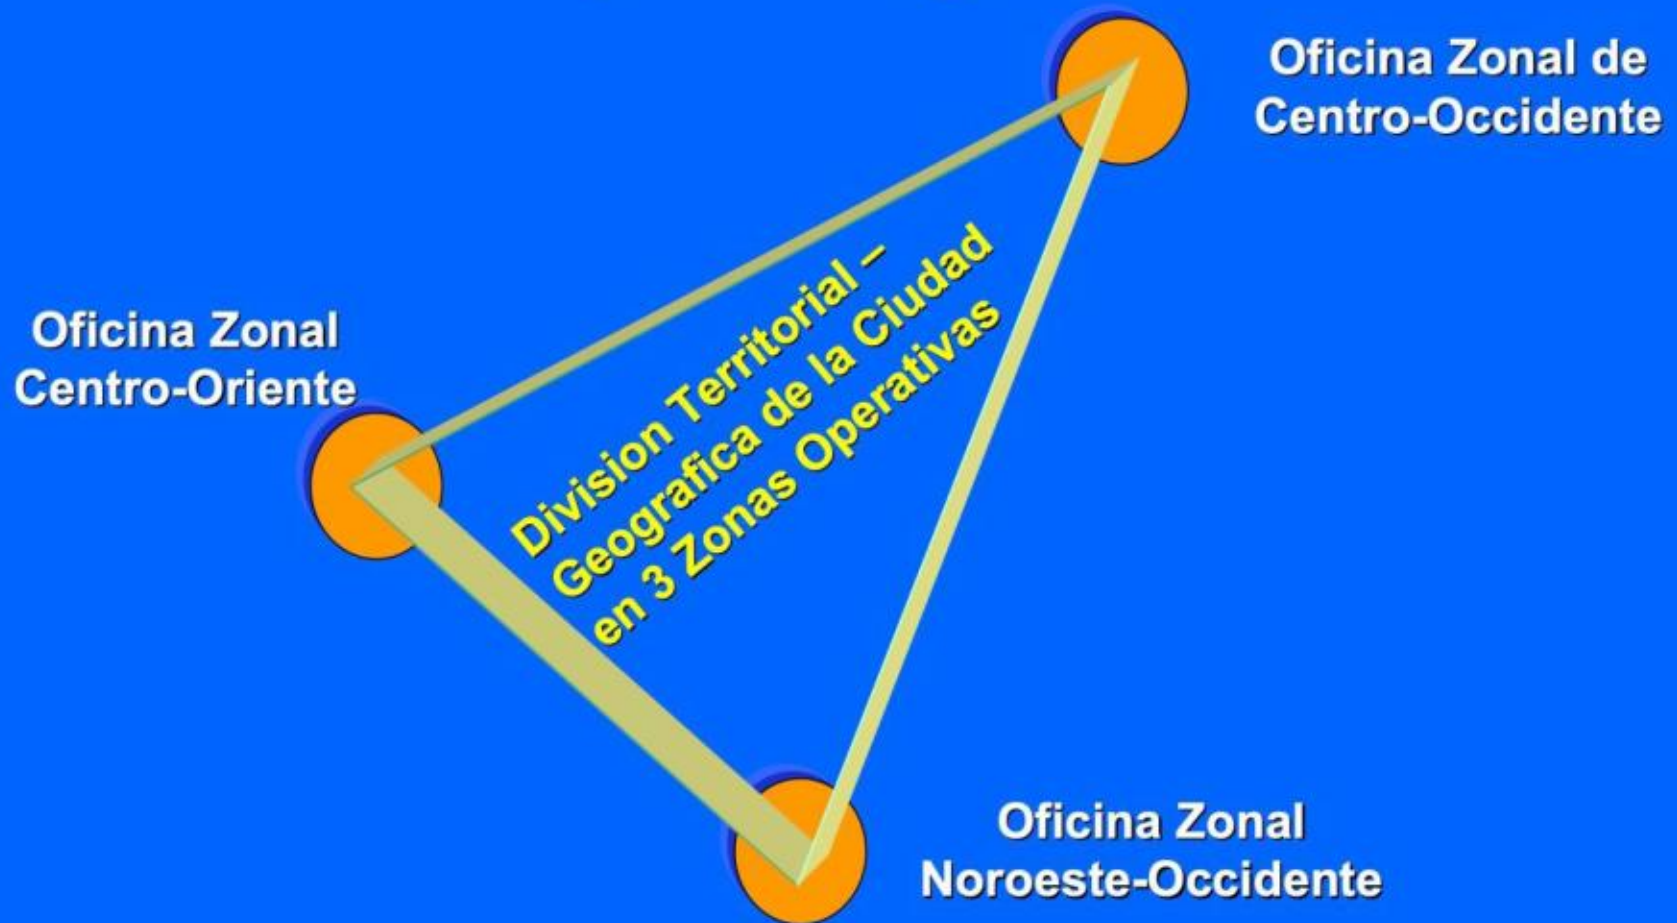 Oficina Zonal de
Centro-Occidente
Oficina Zonal
Centro-Oriente
Division Territorial –
Geografica de la Ciudad
en 3 Zonas Operativas
Oficina Zonal
Noroeste-Occidente